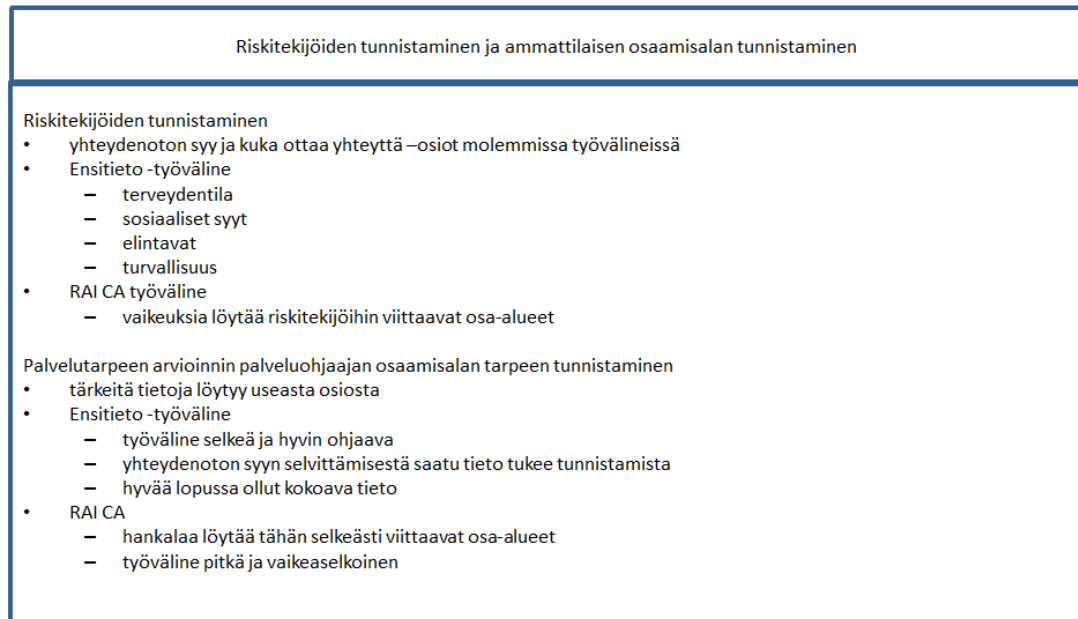 Riskitekijöiden tunnistaminen ja ammattilaisen osaamisalan tunnistaminen
Riskitekijöiden tunnistaminen
• yhteydenoton syy ja kuka ottaa yhteyttä –osiot molemmissa työvälineissä
• Ensitieto -työväline
– terveydentila
– sosiaaliset syyt
– elintavat
– turvallisuus
• RAI CA työväline
– vaikeuksia löytää riskitekijöihin viittaavat osa-alueet
Palvelutarpeen arvioinnin palveluohjaajan osaamisalan tarpeen tunnistaminen
• tärkeitä tietoja löytyy useasta osiosta
• Ensitieto -työväline
– työväline selkeä ja hyvin ohjaava
– yhteydenoton syyn selvittämisestä saatu tieto tukee tunnistamista
– hyvää lopussa ollut kokoava tieto
• RAI CA
– hankalaa löytää tähän selkeästi viittaavat osa-alueet
– työväline pitkä ja vaikeaselkoinen